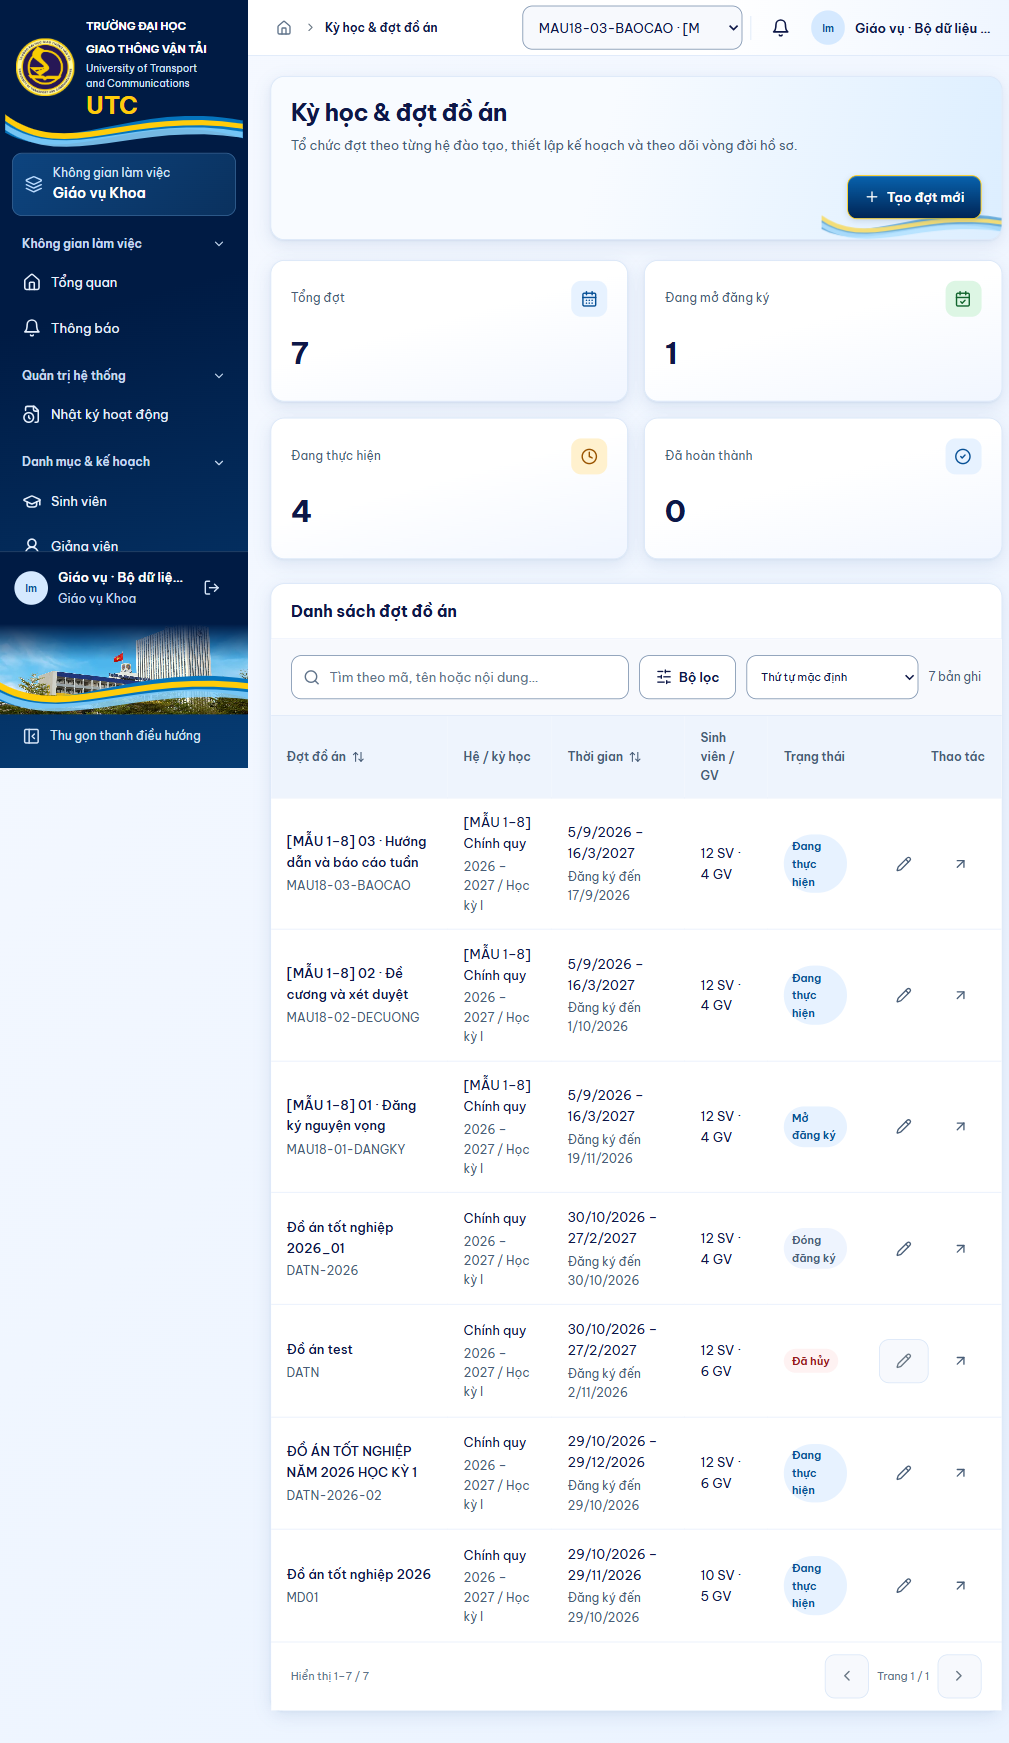 TRƯỜNG ĐẠI HỌC
GIAO THÔNG VẬN TẢI
University of Transport
and Communications
UTC
Không gian làm việc
Giáo vụ Khoa
Không gian làm việc
Tổng quan
Thông báo
Quản trị hệ thống
Nhật ký hoạt động
Danh mục & kế hoạch
Sinh viên
Giảng viên
Im
Giáo vụ · Bộ dữ liệ...
Giáo vụ Khoa
Thu gọn thanh điều hướng
Kỳ học & đợt đồ án
MAU18-03-BAOCAO · [M
Im
Giáo vụ · Bộ dữ liệu ...
Kỳ học & đợt đồ án
Tổ chức đợt theo từng hệ đào tạo, thiết lập kế hoạch và theo dõi vòng đời hồ sơ.
Tạo đợt mới
Tổng đợt
7
Đang mở đăng ký
1
Đang thực hiện
4
Đã hoàn thành
0
Danh sách đợt đồ án
Tìm theo mã, tên hoặc nội dung...
Bộ lọc
Thứ tự mặc định
7 bản ghi
Đợt đồ án
Hệ / kỳ học
Thời gian
Sinh
viên /
GV
Trạng thái
Thao tác
[MẪU 1–8] 03 · Hướng
dẫn và báo cáo tuần
MAU18-03-BAOCAO
[MẪU 1–8]
Chính quy
2026 –
2027 / Học
kỳ I
5/9/2026 –
16/3/2027
Đăng ký đến
17/9/2026
12 SV ·
4 GV
Đang
thực
hiện
[MẪU 1–8] 02 · Đề
cương và xét duyệt
MAU18-02-DECUONG
[MẪU 1–8]
Chính quy
2026 –
2027 / Học
kỳ I
5/9/2026 –
16/3/2027
Đăng ký đến
1/10/2026
12 SV ·
4 GV
Đang
thực
hiện
[MẪU 1–8] 01 · Đăng
ký nguyện vọng
MAU18-01-DANGKY
[MẪU 1–8]
Chính quy
2026 –
2027 / Học
kỳ I
5/9/2026 –
16/3/2027
Đăng ký đến
19/11/2026
12 SV ·
4 GV
Mở
đăng ký
Đồ án tốt nghiệp
2026_01
DATN-2026
Chính quy
2026 –
2027 / Học
kỳ I
30/10/2026 –
27/2/2027
Đăng ký đến
30/10/2026
12 SV ·
4 GV
Đóng
đăng ký
Đồ án test
DATN
Chính quy
2026 –
2027 / Học
kỳ I
30/10/2026 –
27/2/2027
Đăng ký đến
2/11/2026
12 SV ·
6 GV
Đã hủy
ĐỒ ÁN TỐT NGHIỆP
NĂM 2026 HỌC KỲ 1
DATN-2026-02
Chính quy
2026 –
2027 / Học
kỳ I
29/10/2026 –
29/12/2026
Đăng ký đến
29/10/2026
12 SV ·
6 GV
Đang
thực
hiện
Đồ án tốt nghiệp 2026
MD01
Chính quy
2026 –
2027 / Học
kỳ I
29/10/2026 –
29/11/2026
Đăng ký đến
29/10/2026
10 SV ·
5 GV
Đang
thực
hiện
Hiển thị 1–7 / 7
Trang 1 / 1